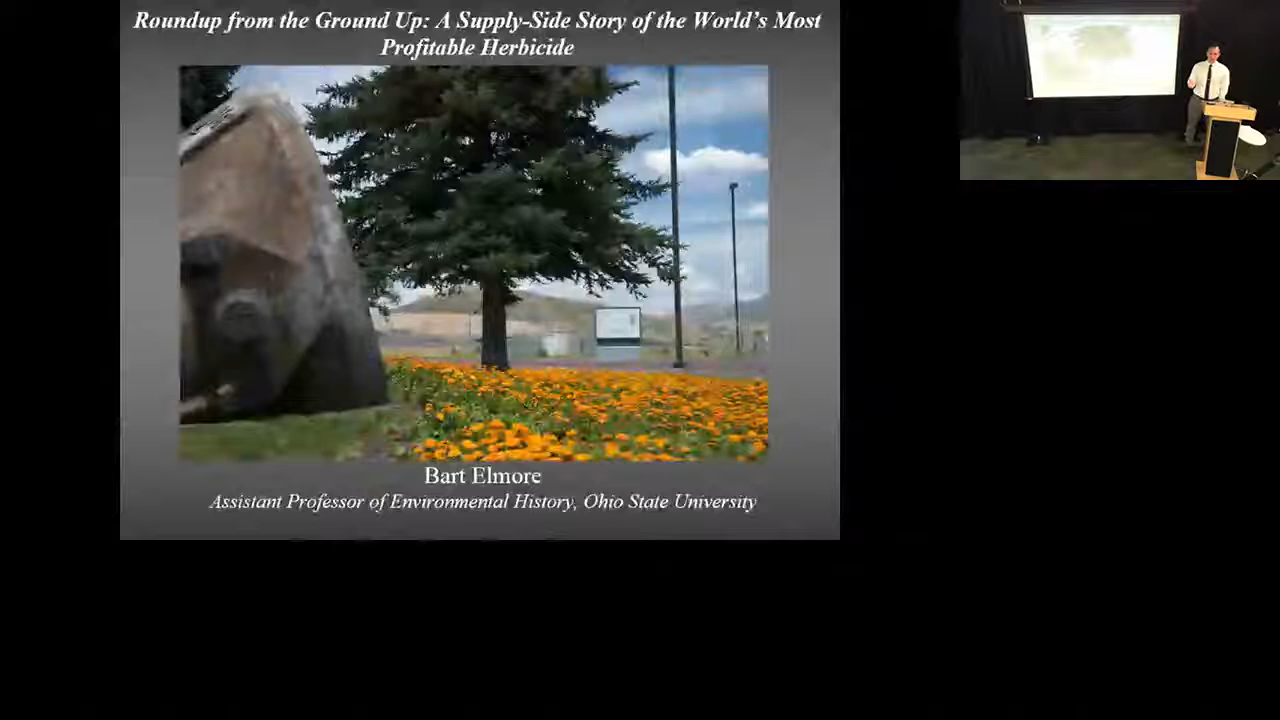 Roundup from the Ground Up: A Supply-Side Story of the World's Most
Profitable Herbicide
Bart Elmore
Assistant Professor of Environmental History, Ohio State University